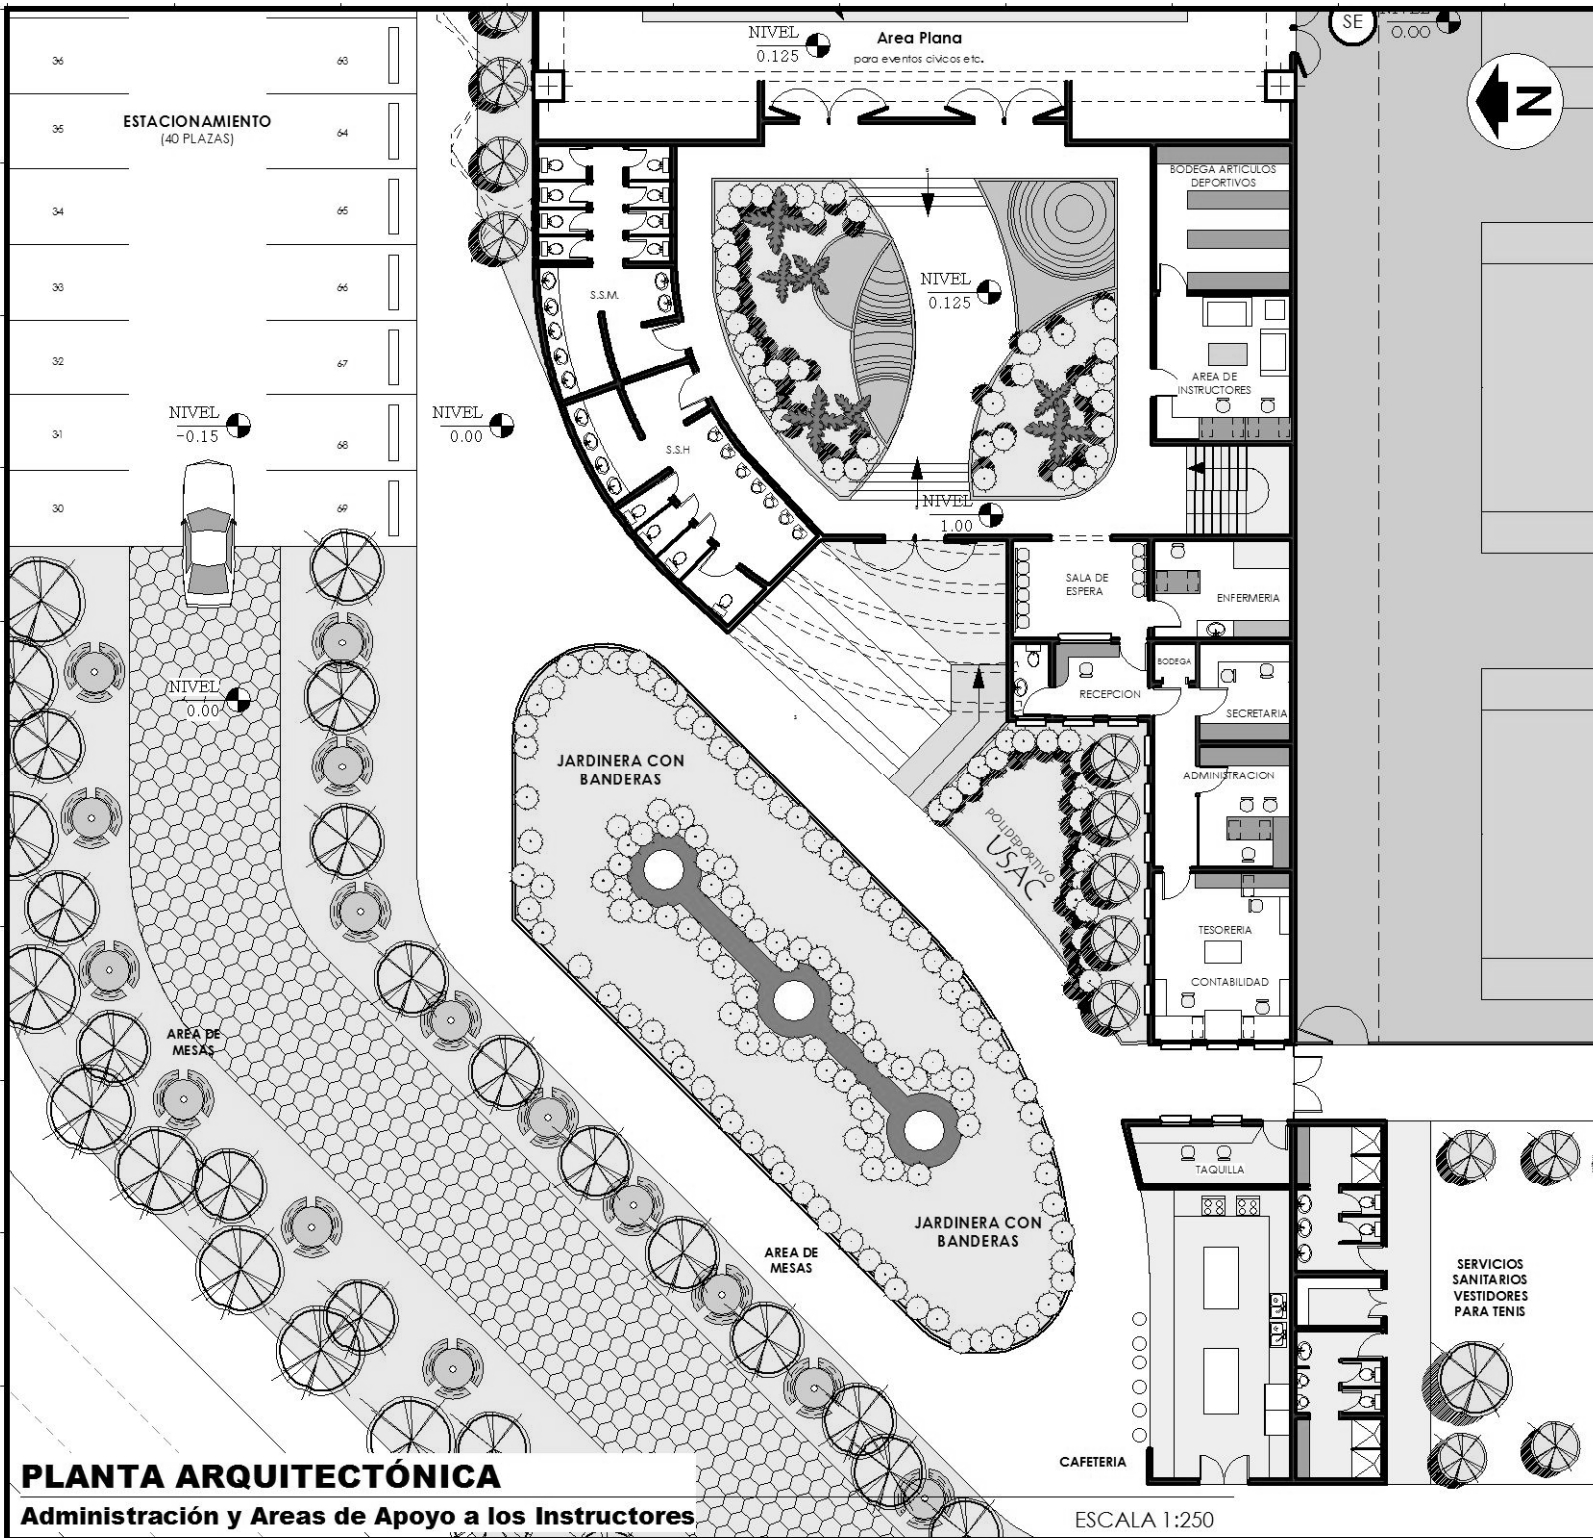 NIVEL
0.125
Area Plana
para eventos civicos etc.
SE
0.00
N
36
63
ESTACIONAMIENTO
(40 PLAZAS)
35
64
34
65
33
66
32
67
31
68
30
69
NIVEL
-0.15
NIVEL
0.00
BODEGA ARTICULOS
DEPORTIVOS
S.S.M.
NIVEL
0.125
AREA DE
INSTRUCTORES
S.S.H
NIVEL
1.00
SALA DE
ESPERA
ENFERMERIA
BODEGA
RECEPCION
SECRETARIA
NIVEL
0.00
JARDINERA CON
BANDERAS
ADMINISTRACION
POLIDEPORTIVO
USAC
TESORERIA
CONTABILIDAD
AREA DE
MESAS
TAQUILLA
JARDINERA CON
BANDERAS
AREA DE
MESAS
SERVICIOS
SANITARIOS
VESTIDORES
PARA TENIS
CAFETERIA
PLANTA ARQUITECTÓNICA
Administración y Areas de Apoyo a los Instructores
ESCALA 1:250